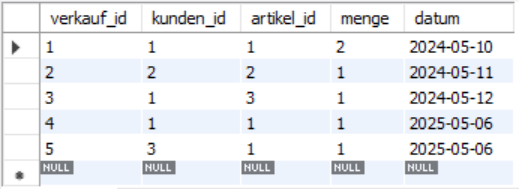 verkauf_id kunden_id artikel_id menge datum
1 1 1 2 2024-05-10
2 2 2 1 2024-05-11
3 1 3 1 2024-05-12
4 1 1 1 2025-05-06
5 3 1 1 2025-05-06
NULL NULL NULL NULL NULL